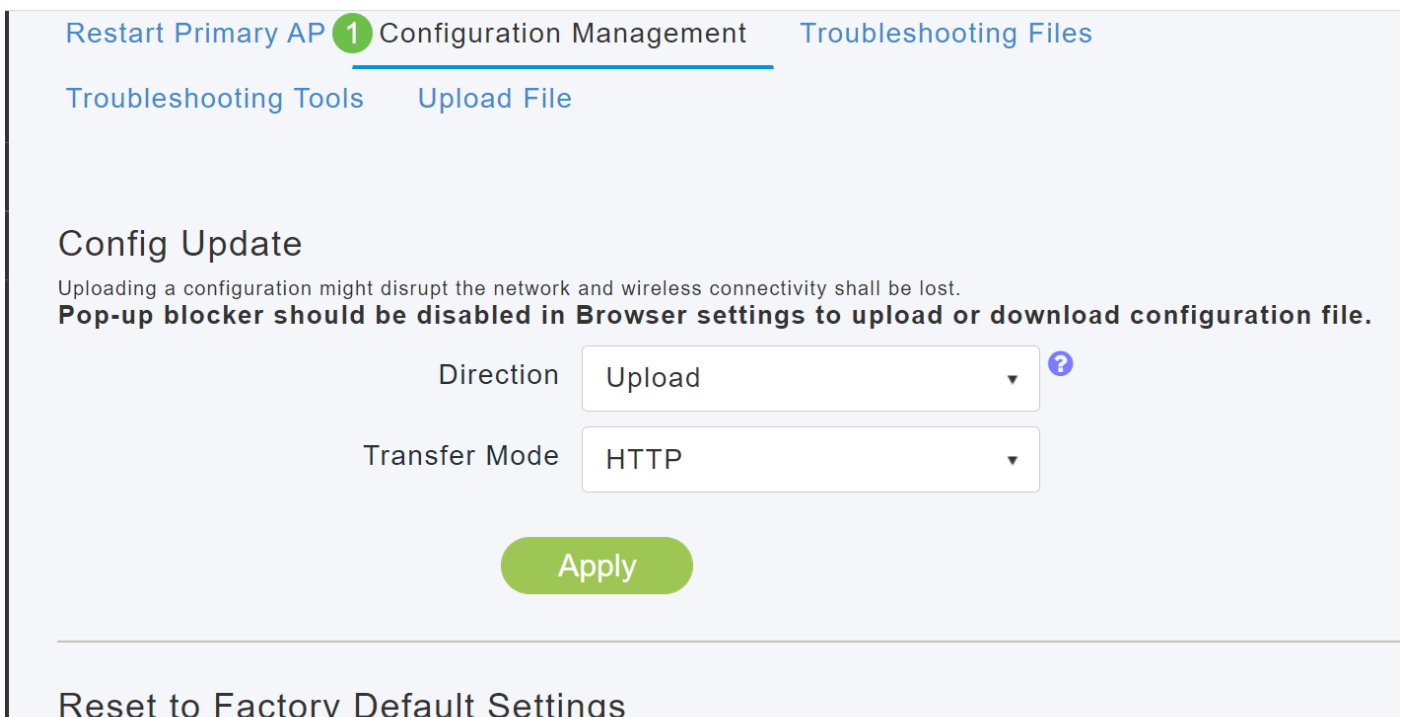 Restart Primary AP 1 Configuration Management Troubleshooting Files
Troubleshooting Tools Upload File
Config Update
Uploading a configuration might disrupt the network and wireless connectivity shall be lost.
Pop-up blocker should be disabled in Browser settings to upload or download configuration file.
Direction Upload ?
Transfer Mode HTTP
Apply
Reset to Factory Default Settings